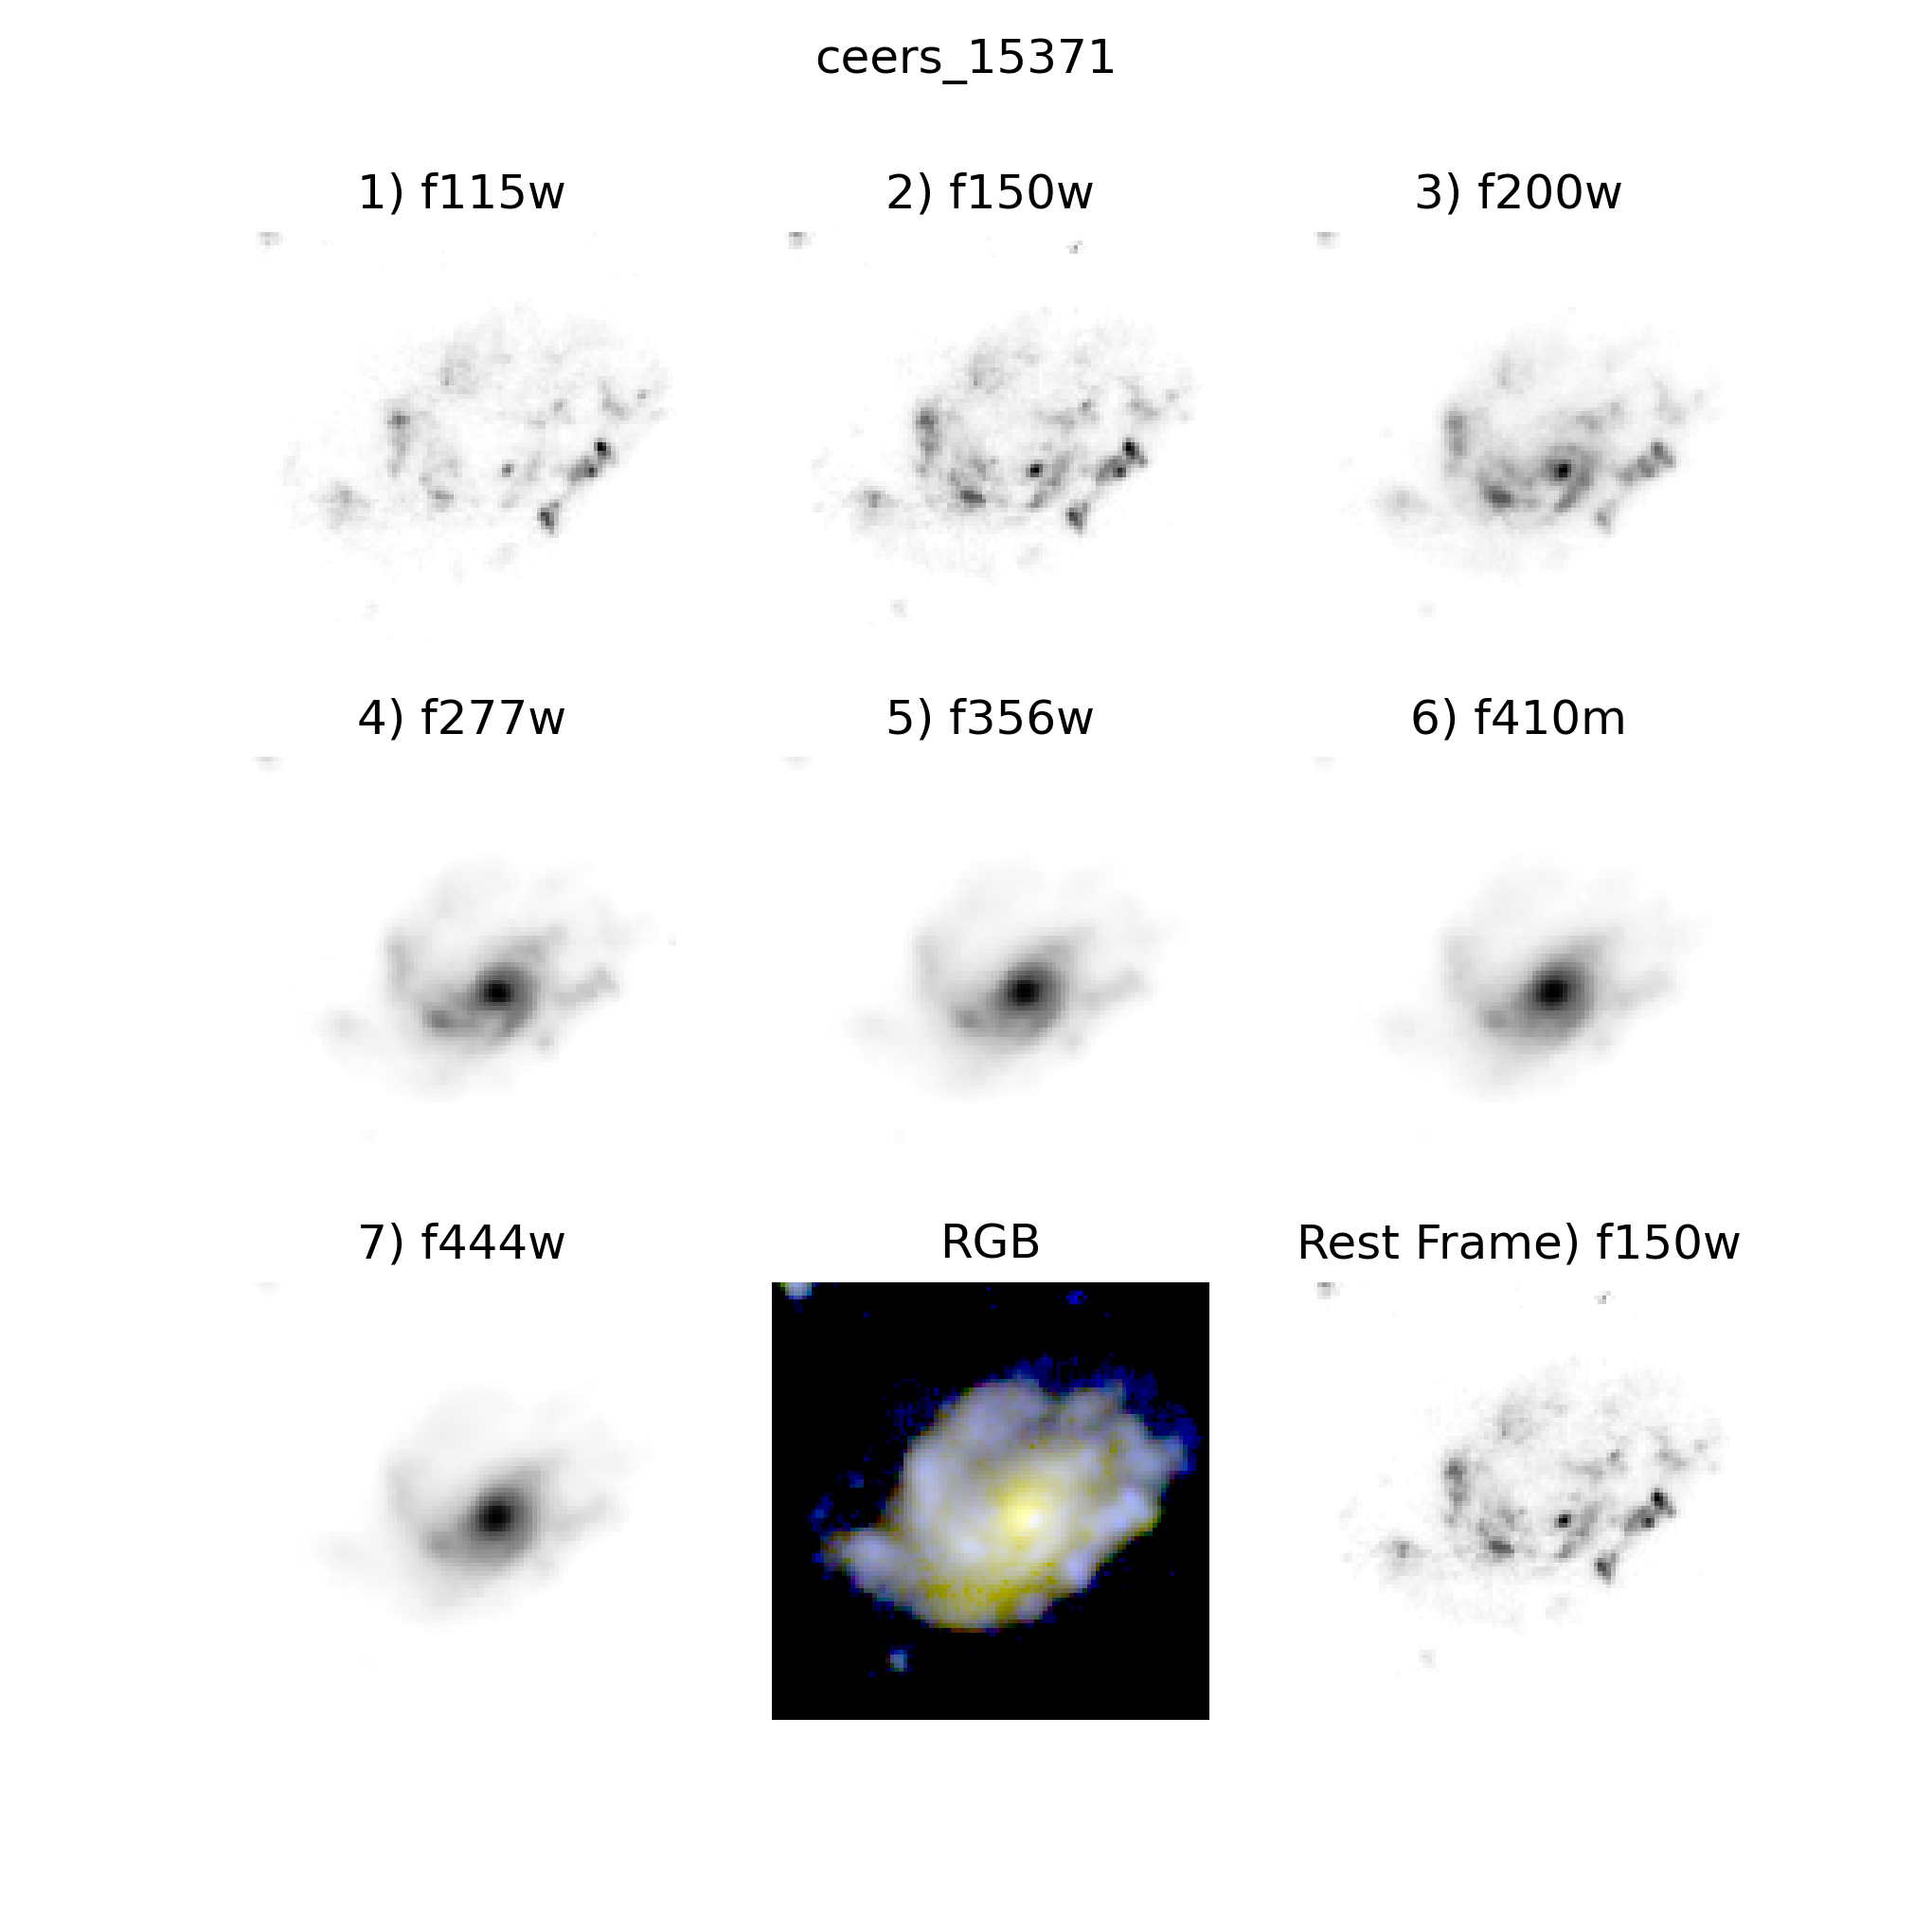 ceers_15371
1) f115w
2) f150w
3) f200w
4) f277w
5) f356w
6) f410m
7) f444w
RGB
Rest Frame) f150w